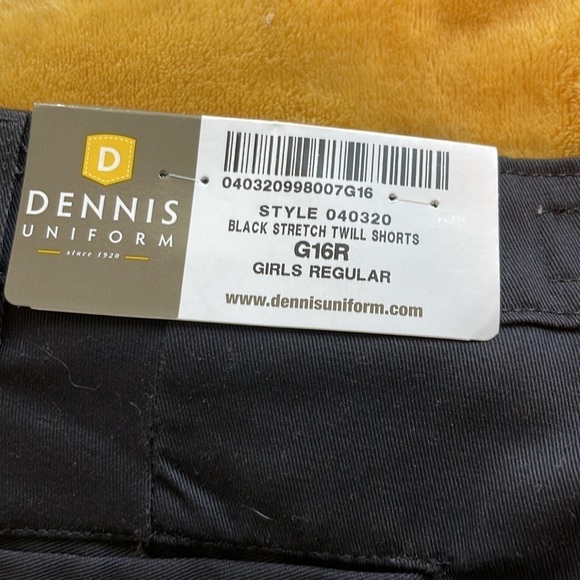 D
DENNIS
UNIFORM
since 1920
040320998007G16
STYLE 040320
BLACK STRETCH TWILL SHORTS
G16R
GIRLS REGULAR
www.dennisuniform.com